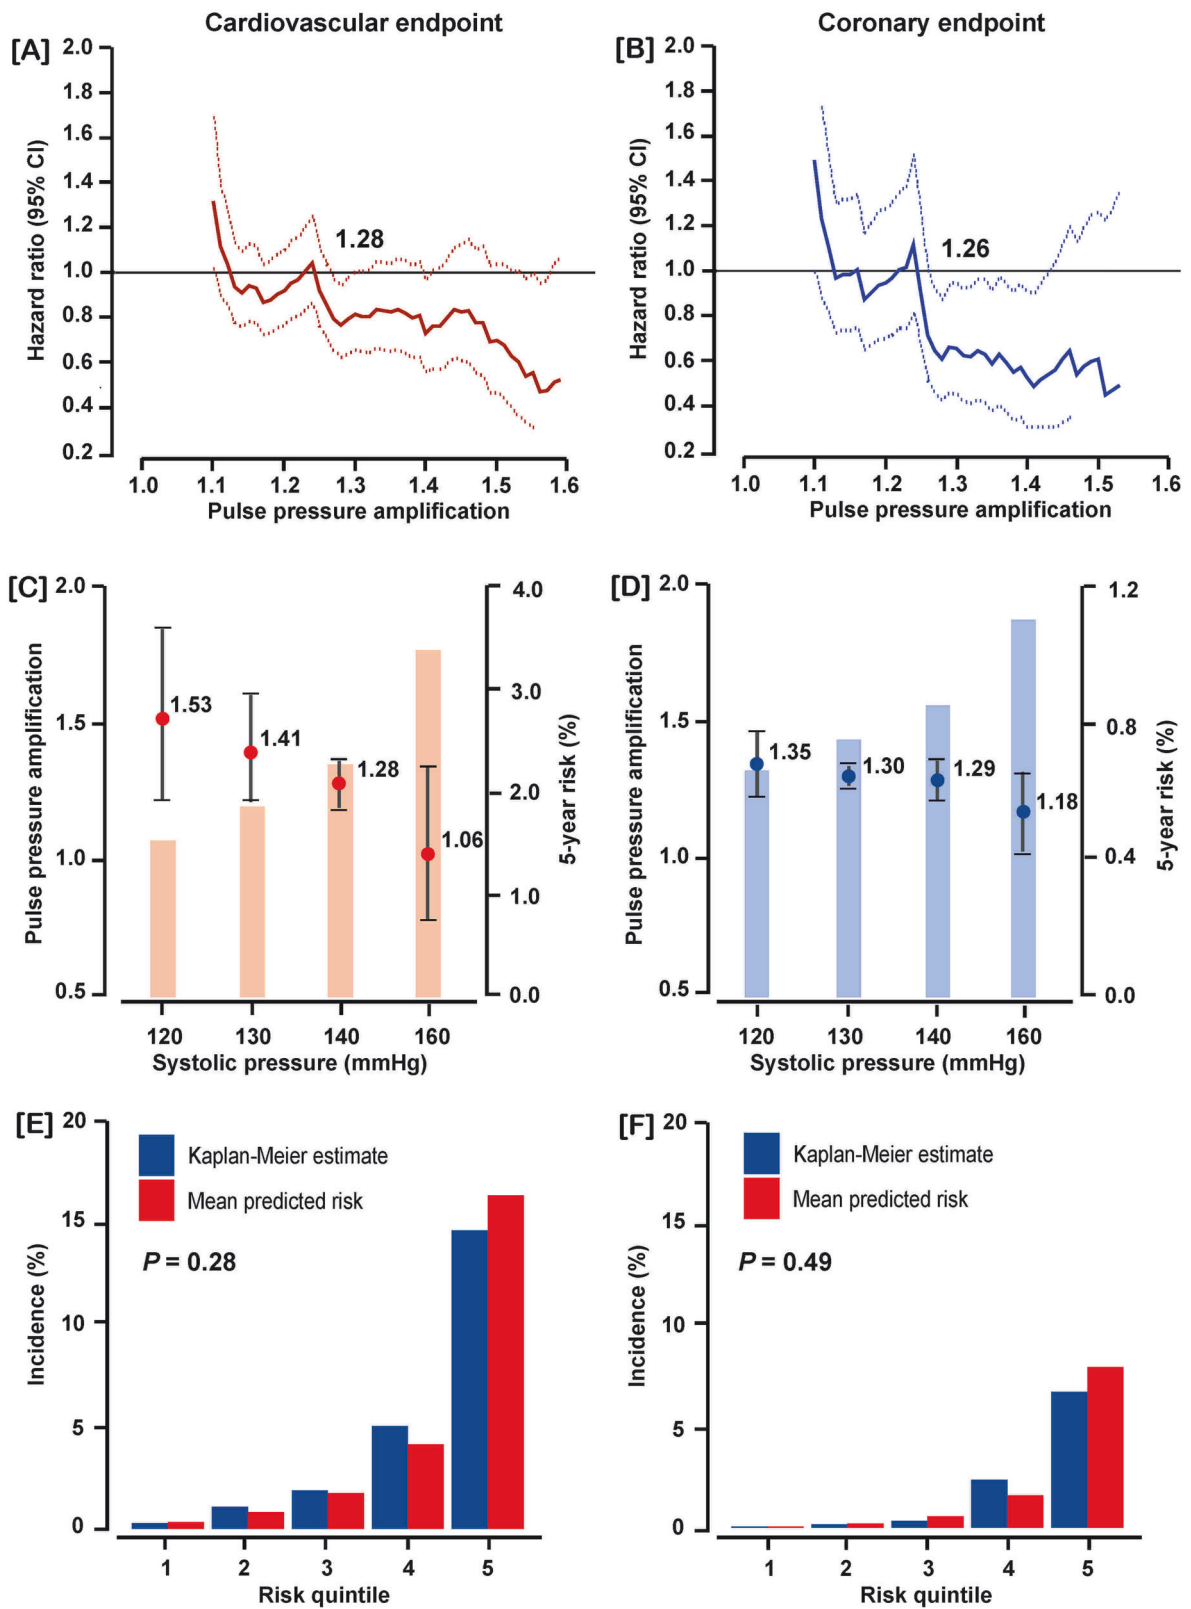 Cardiovascular endpoint
Coronary endpoint
[A]
2.0
1.8
1.6
1.4
1.2
1.0
0.8
0.6
0.4
0.2
Hazard ratio (95% CI)
1.28
1.0 1.1 1.2 1.3 1.4 1.5 1.6
Pulse pressure amplification
[B]
2.0
1.8
1.6
1.4
1.2
1.0
0.8
0.6
0.4
0.2
Hazard ratio (95% CI)
1.26
1.0 1.1 1.2 1.3 1.4 1.5 1.6
Pulse pressure amplification
[C]
2.0
1.5
1.0
0.5
Pulse pressure amplification
1.53
1.41
1.28
1.06
4.0
3.0
2.0
1.0
0.0
5-year risk (%)
120 130 140 160
Systolic pressure (mmHg)
[D]
2.0
1.5
1.0
0.5
Pulse pressure amplification
1.35
1.30
1.29
1.18
1.2
0.8
0.4
0.0
5-year risk (%)
120 130 140 160
Systolic pressure (mmHg)
[E]
20
15
10
5
0
Incidence (%)
Kaplan-Meier estimate
Mean predicted risk
P = 0.28
1 2 3 4 5
Risk quintile
[F]
20
15
10
5
0
Incidence (%)
Kaplan-Meier estimate
Mean predicted risk
P = 0.49
1 2 3 4 5
Risk quintile